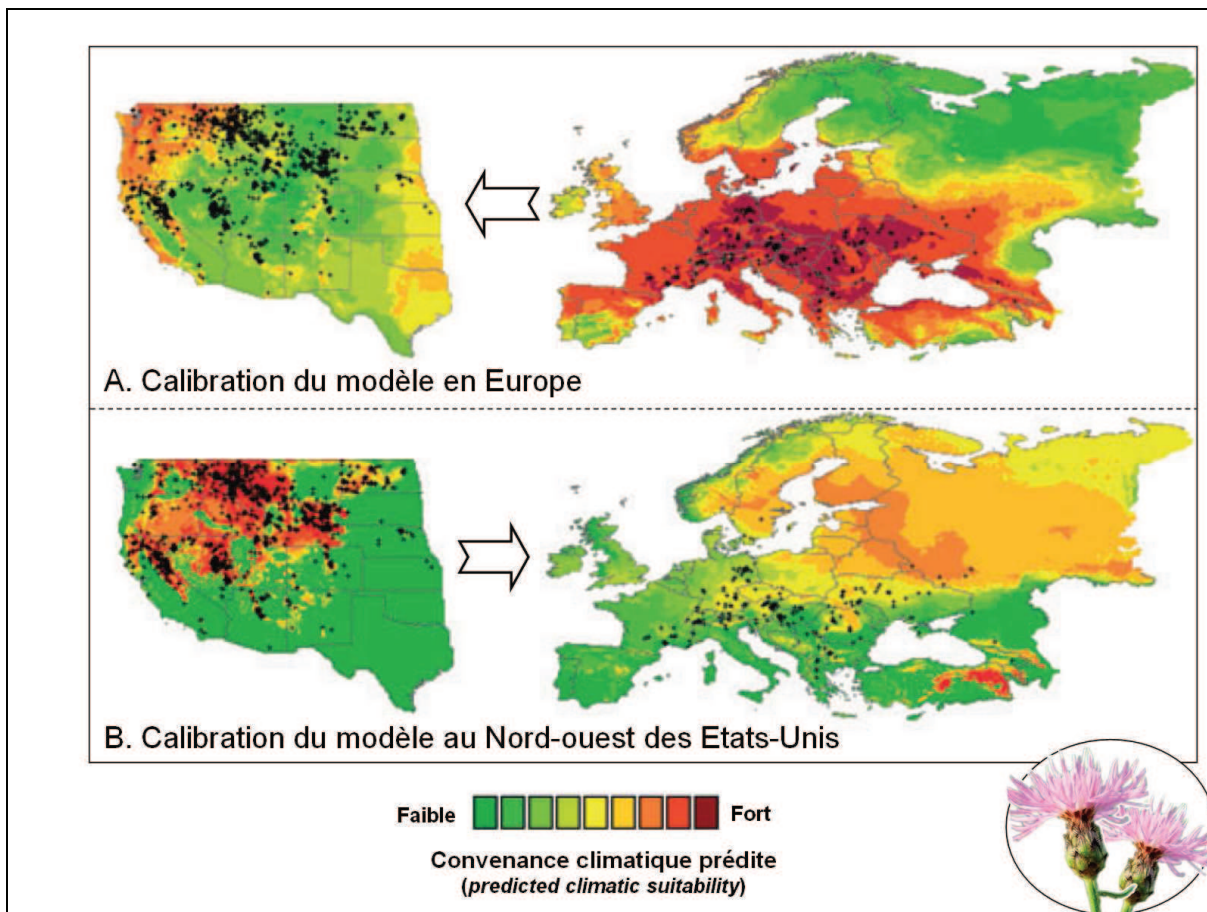 A. Calibration du modèle en Europe
B. Calibration du modèle au Nord-ouest des Etats-Unis
Faible Fort
Convenance climatique prédite
(predicted climatic suitability)